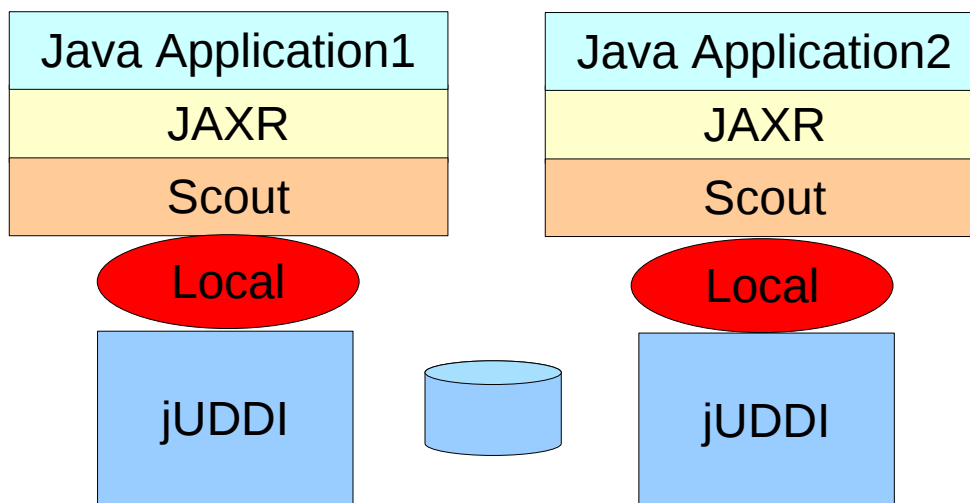 Java Application1
JAXR
Scout
Local
jUDDI
Java Application2
JAXR
Scout
Local
jUDDI